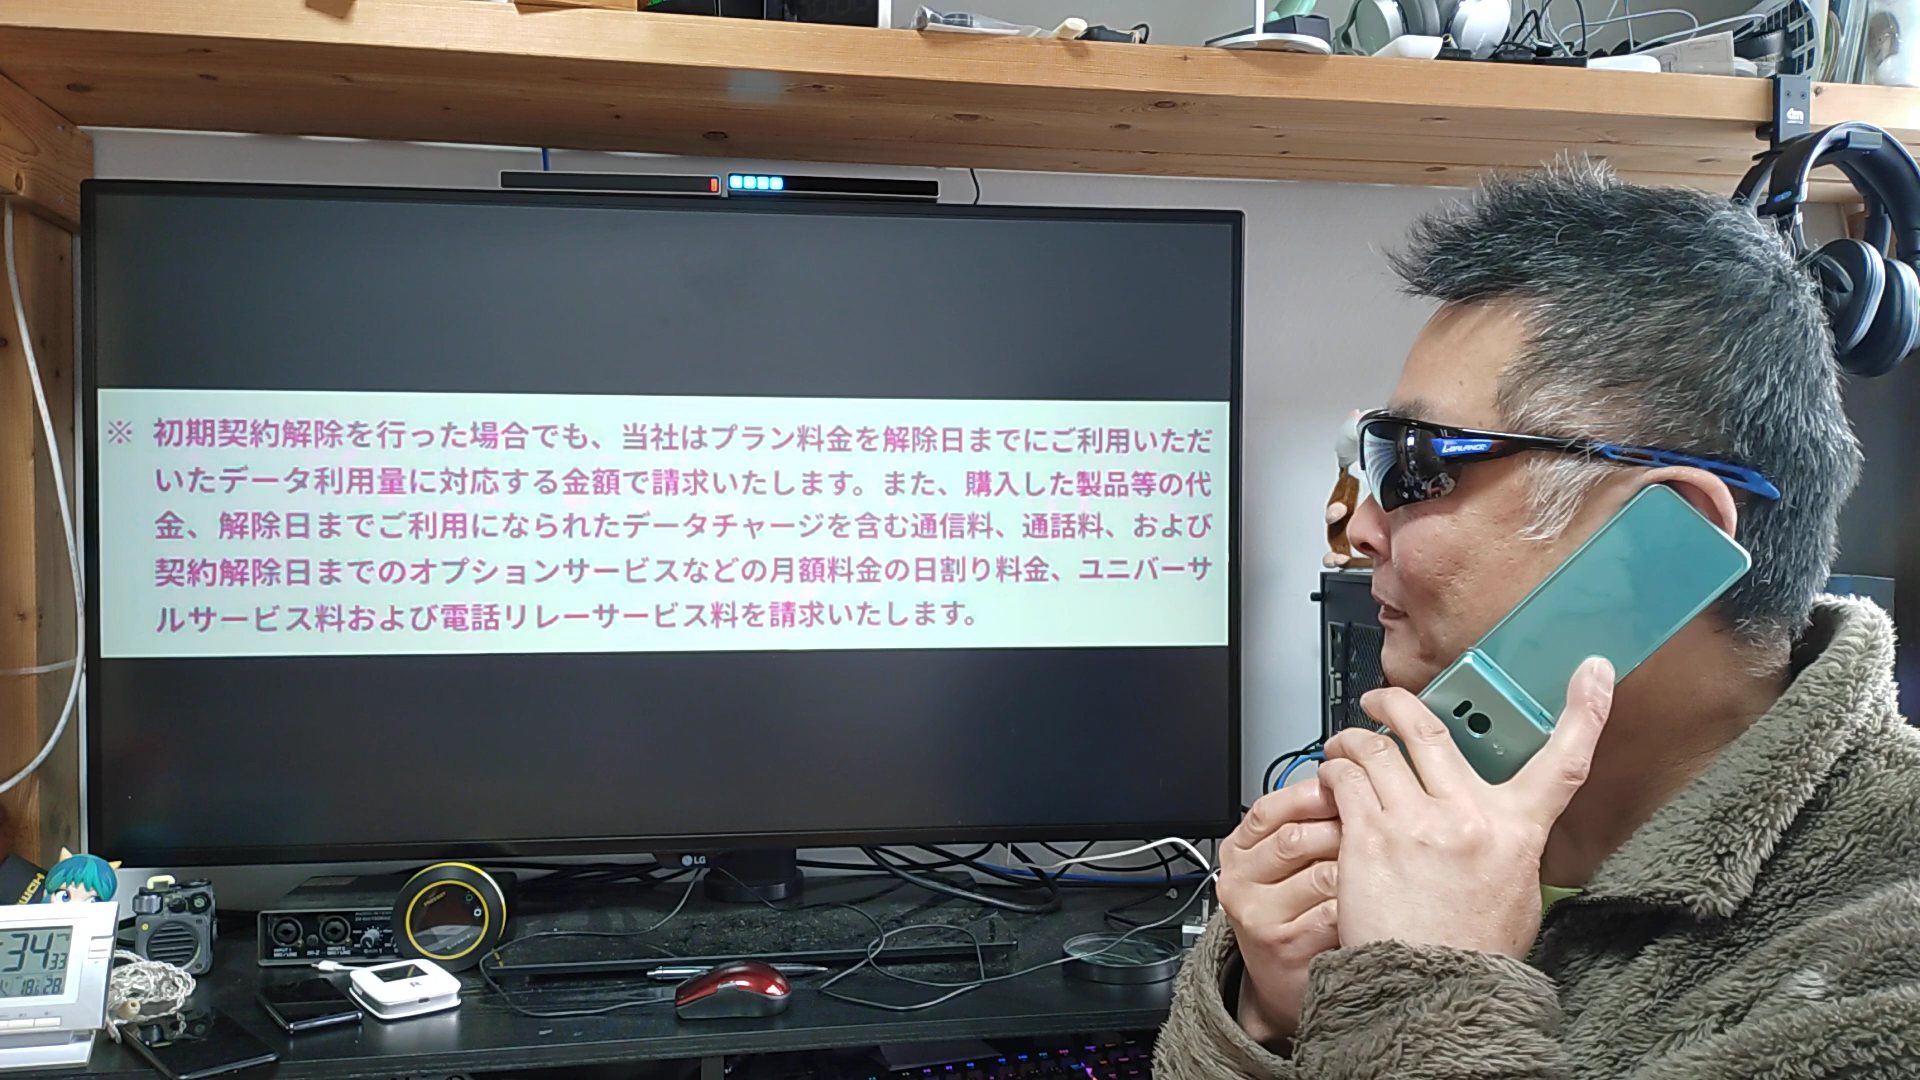 ※ 初期契約解除を行った場合でも、当社はプラン料金を解除日までにご利用いただ
いたデータ利用量に対応する金額で請求いたします。また、購入した製品等の代
金、解除日までご利用になられたデータチャージを含む通信料、通話料、および
契約解除日までのオプションサービスなどの月額料金の日割り料金、ユニバーサ
ルサービス料および電話リレーサービス料を請求いたします。
LG
34 33